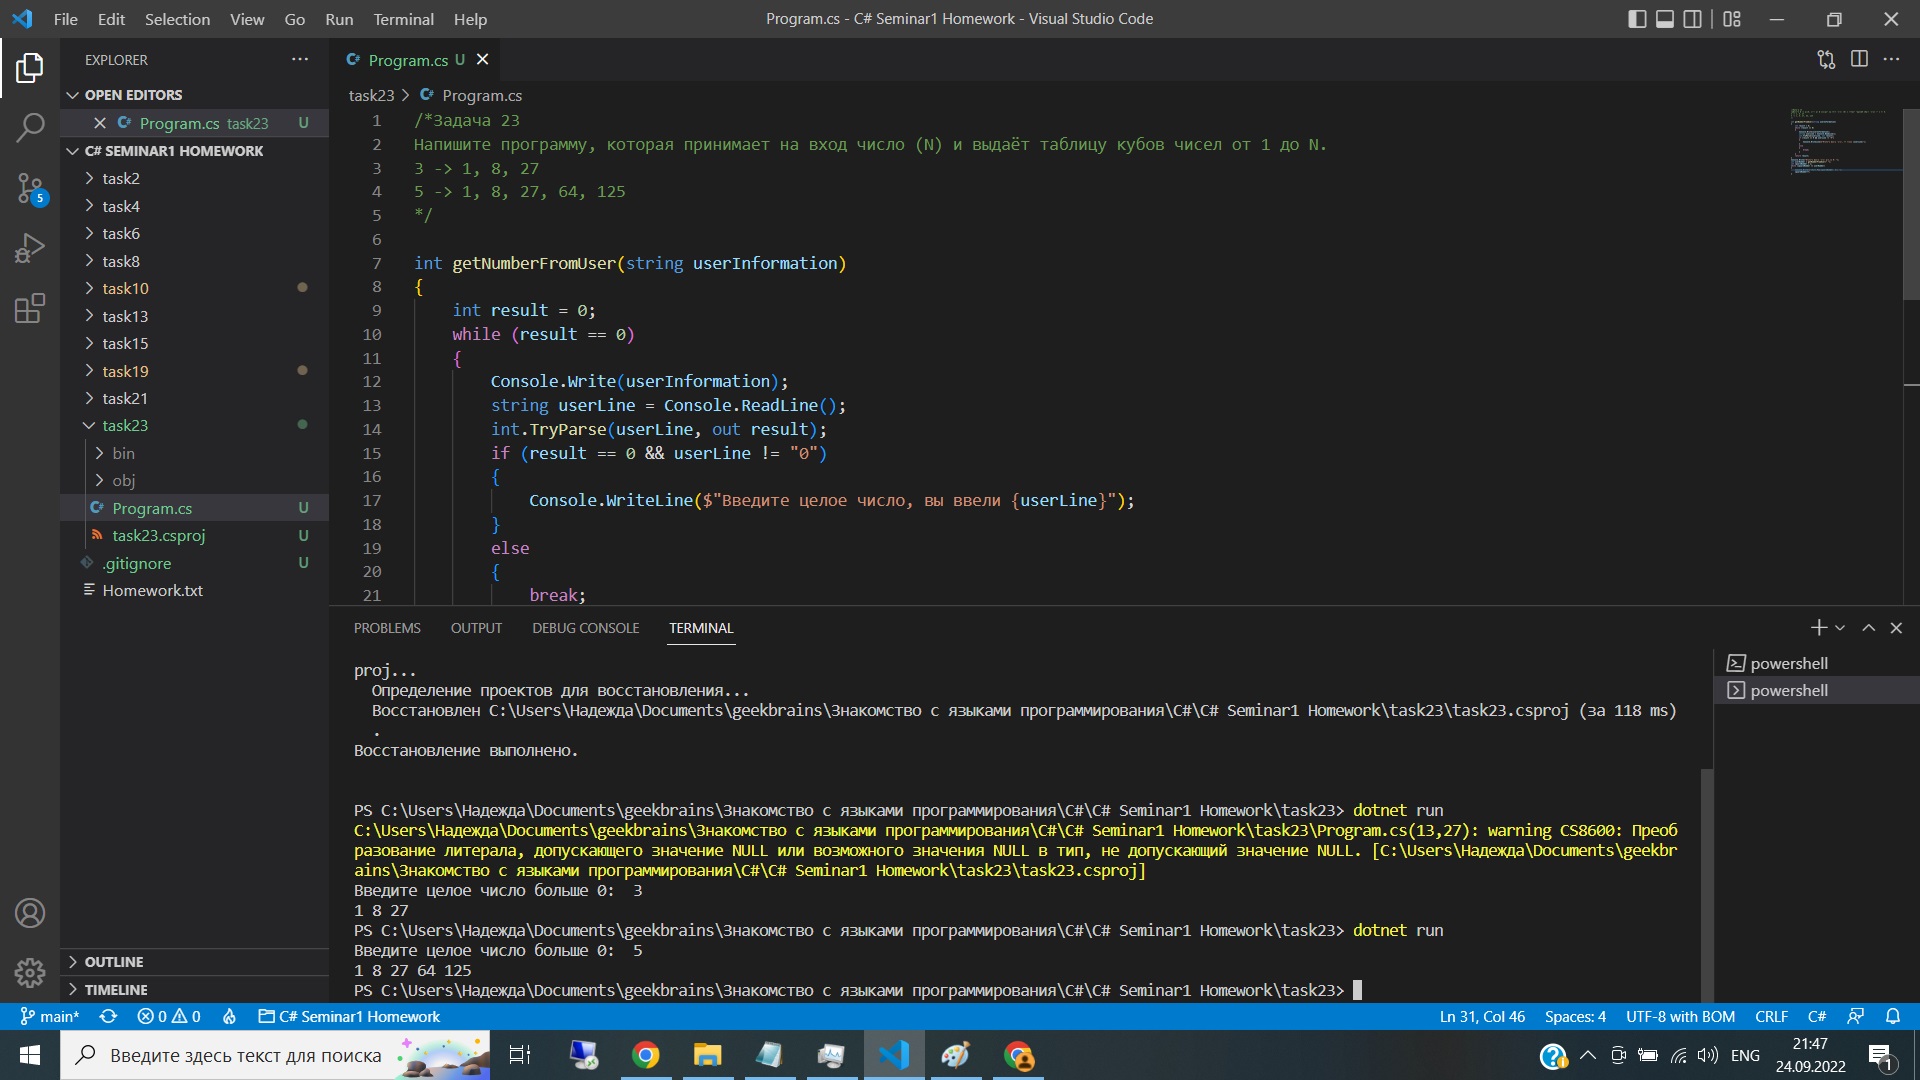 File Edit Selection View Go Run Terminal Help
Program.cs - C# Seminar1 Homework - Visual Studio Code
EXPLORER
OPEN EDITORS
Program.cs task23 U
C# SEMINAR1 HOMEWORK
task2
task4
task6
task8
task10
task13
task15
task19
task21
task23
bin
obj
Program.cs U
task23.csproj U
.gitignore U
Homework.txt
OUTLINE
TIMELINE
5
Program.cs U
task23 > Program.cs
1 /*Задача 23
2 Напишите программу, которая принимает на вход число (N) и выдаёт таблицу кубов чисел от 1 до N.
3 3 -> 1, 8, 27
4 5 -> 1, 8, 27, 64, 125
5 */
6
7 int getNumberFromUser(string userInformation)
8 {
9 int result = 0;
10 while (result == 0)
11 {
12 Console.Write(userInformation);
13 string userLine = Console.ReadLine();
14 int.TryParse(userLine, out result);
15 if (result == 0 && userLine != "0")
16 {
17 Console.WriteLine($"Введите целое число, вы ввели {userLine}");
18 }
19 else
20 {
21 break;
PROBLEMS OUTPUT DEBUG CONSOLE TERMINAL
powershell
powershell
proj...
Определение проектов для восстановления...
Восстановлен C:\Users\Надежда\Documents\geekbrains\Знакомство с языками программирования\C#\C# Seminar1 Homework\task23\task23.csproj (за 118 ms)
.
Восстановление выполнено.
PS C:\Users\Надежда\Documents\geekbrains\Знакомство с языками программирования\C#\C# Seminar1 Homework\task23> dotnet run
C:\Users\Надежда\Documents\geekbrains\Знакомство с языками программирования\C#\C# Seminar1 Homework\task23\Program.cs(13,27): warning CS8600: Преоб
разование литерала, допускающего значение NULL или возможного значения NULL в тип, не допускающий значение NULL. [C:\Users\Надежда\Documents\geekbr
ains\Знакомство с языками программирования\C#\C# Seminar1 Homework\task23\task23.csproj]
Введите целое число больше 0: 3
1 8 27
PS C:\Users\Надежда\Documents\geekbrains\Знакомство с языками программирования\C#\C# Seminar1 Homework\task23> dotnet run
Введите целое число больше 0: 5
1 8 27 64 125
PS C:\Users\Надежда\Documents\geekbrains\Знакомство с языками программирования\C#\C# Seminar1 Homework\task23>
main* 0 0 C# Seminar1 Homework
Ln 31, Col 46 Spaces: 4 UTF-8 with BOM CRLF C#
Введите здесь текст для поиска
ENG
21:47
24.09.2022
1